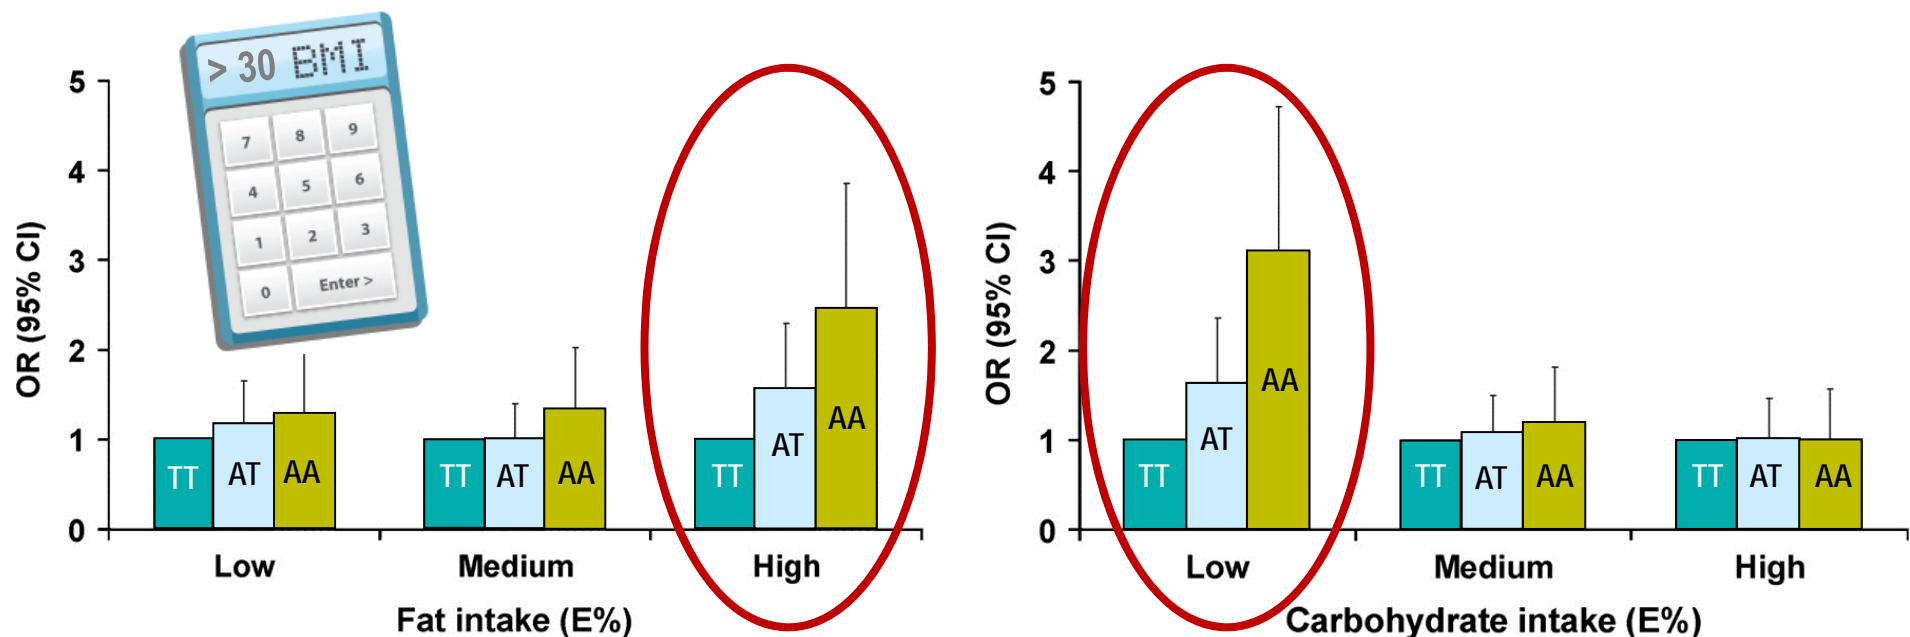 > 30 BMI
7 8 9
4 5 6
1 2 3
0 Enter >
OR (95% CI)
5
4
3
2
1
0
TT AT AA
TT AT AA
TT AT AA
Low Medium High
Fat intake (E%)
OR (95% CI)
5
4
3
2
1
0
TT AT AA
TT AT AA
TT AT AA
Low Medium High
Carbohydrate intake (E%)